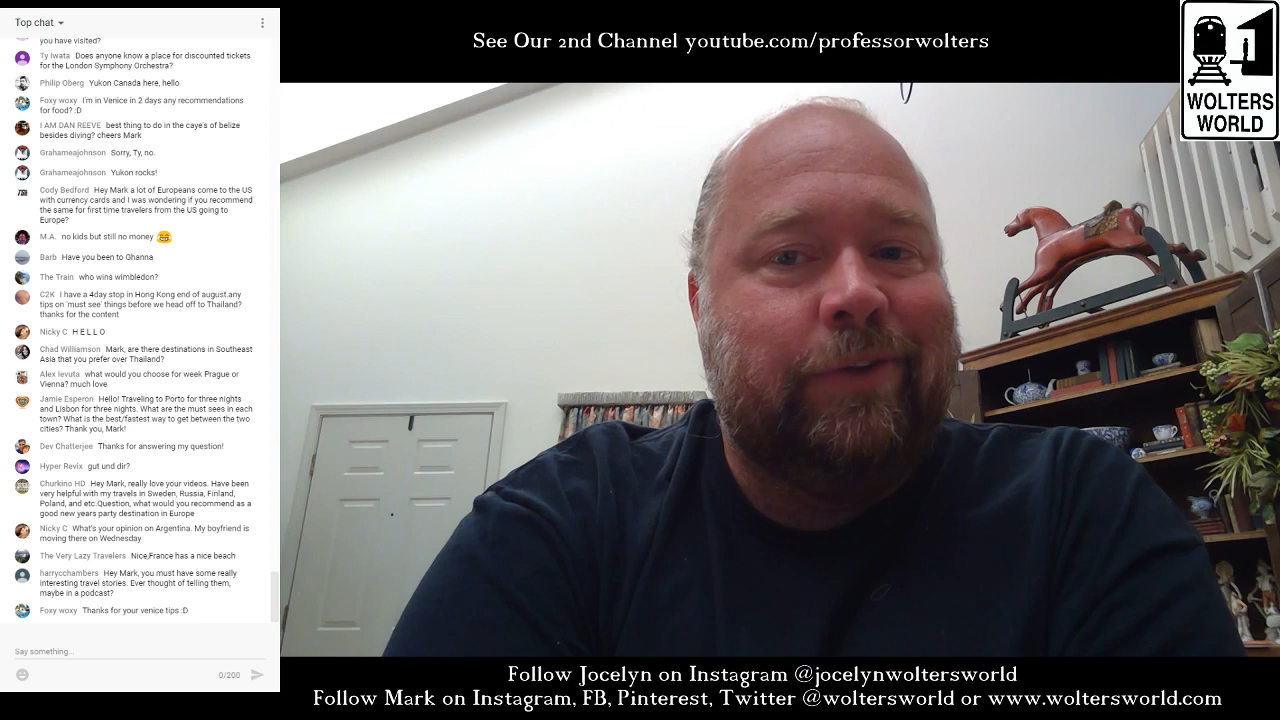 Top chat
you have visited?
Ty Iwata Does anyone know a place for discounted tickets
for the London Symphony Orchestra?
Philip Oberg Yukon Canada here, hello
Foxy woxy I'm in Venice in 2 days any recommendations
for food? :D
I AM DAN REEVE best thing to do in the caye's of belize
besides diving? cheers Mark
Grahameajohnson Sorry, Ty, no.
Grahameajohnson Yukon rocks!
Cody Bedford Hey Mark a lot of Europeans come to the US
with currency cards and I was wondering if you recommend
the same for first time travelers from the US going to
Europe?
M.A. no kids but still no money
Barb Have you been to Ghanna
The Train who wins wimbledon?
C2K I have a 4day stop in Hong Kong end of august.any
tips on 'must see' things before we head off to Thailand?
thanks for the content
Nicky C H E L L O
Chad Williamson Mark, are there destinations in Southeast
Asia that you prefer over Thailand?
Alex Ievuta what would you choose for week Prague or
Vienna? much love
Jamie Esperon Hello! Traveling to Porto for three nights
and Lisbon for three nights. What are the must sees in each
town? What is the best/fastest way to get between the two
cities? Thank you, Mark!
Dev Chatterjee Thanks for answering my question!
Hyper Revix gut und dir?
Churkino HD Hey Mark, really love your videos. Have been
very helpful with my travels in Sweden, Russia, Finland,
Poland, and etc.Question, what would you recommend as a
good new years party destination in Europe
Nicky C What's your opinion on Argentina. My boyfriend is
moving there on Wednesday
The Very Lazy Travelers Nice,France has a nice beach
harrycchambers Hey Mark, you must have some really
interesting travel stories. Ever thought of telling them,
maybe in a podcast?
Foxy woxy Thanks for your venice tips :D
Say something...
0/200
See Our 2nd Channel youtube.com/professorwolters
WOLTERS
WORLD
Follow Jocelyn on Instagram @jocelynwoltersworld
Follow Mark on Instagram, FB, Pinterest, Twitter @woltersworld or www.woltersworld.com